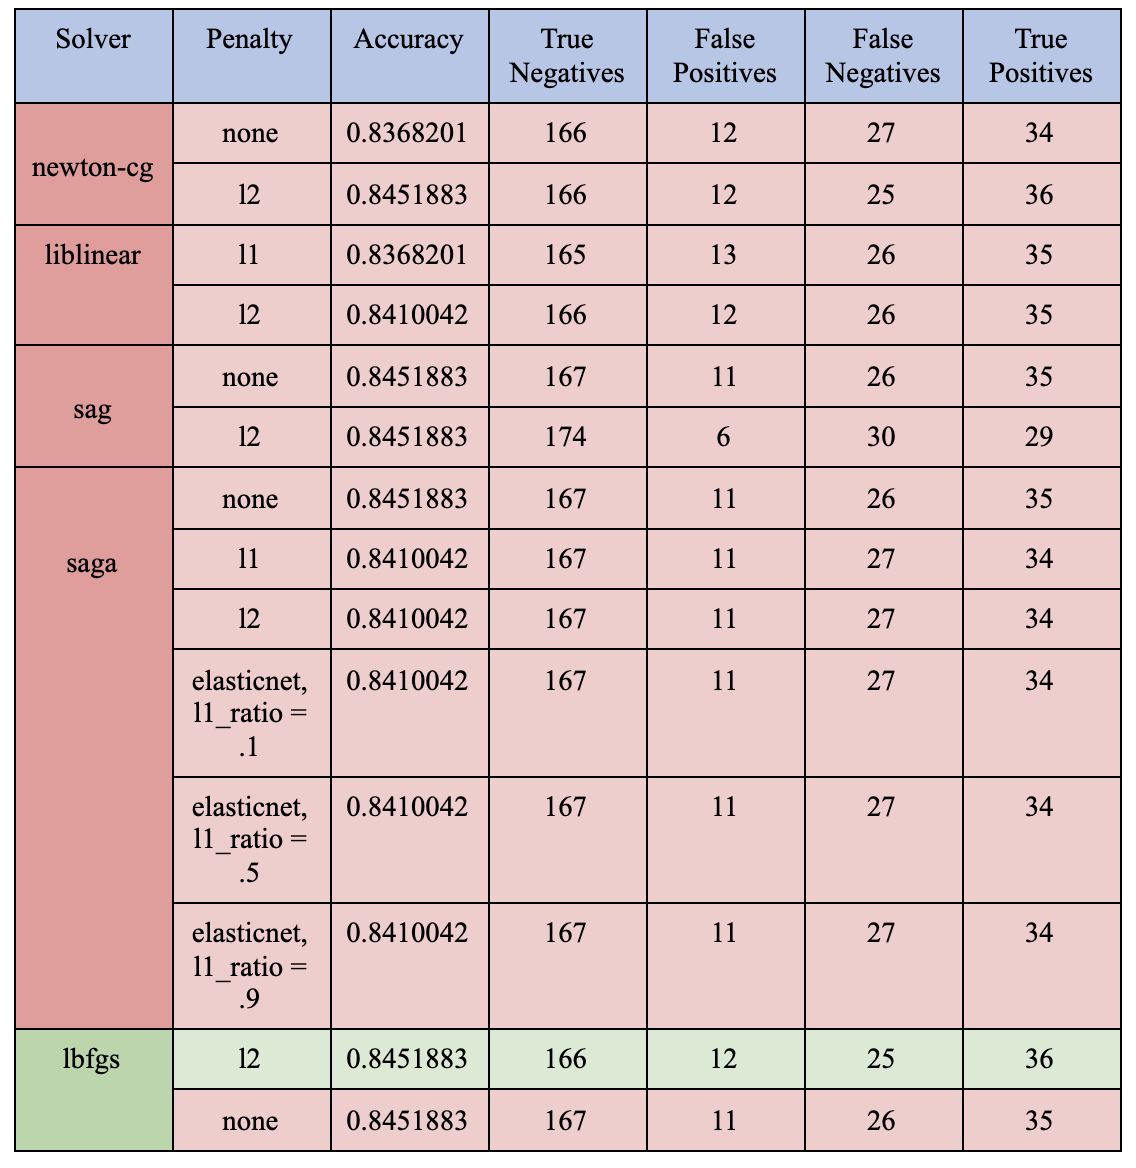 Solver Penalty Accuracy True Negatives False Positives False Negatives True Positives
newton-cg none 0.8368201 166 12 27 34
l2 0.8451883 166 12 25 36
liblinear l1 0.8368201 165 13 26 35
l2 0.8410042 166 12 26 35
sag none 0.8451883 167 11 26 35
l2 0.8451883 174 6 30 29
saga none 0.8451883 167 11 26 35
l1 0.8410042 167 11 27 34
l2 0.8410042 167 11 27 34
elasticnet, l1_ratio = .1 0.8410042 167 11 27 34
elasticnet, l1_ratio = .5 0.8410042 167 11 27 34
elasticnet, l1_ratio = .9 0.8410042 167 11 27 34
lbfgs l2 0.8451883 166 12 25 36
none 0.8451883 167 11 26 35